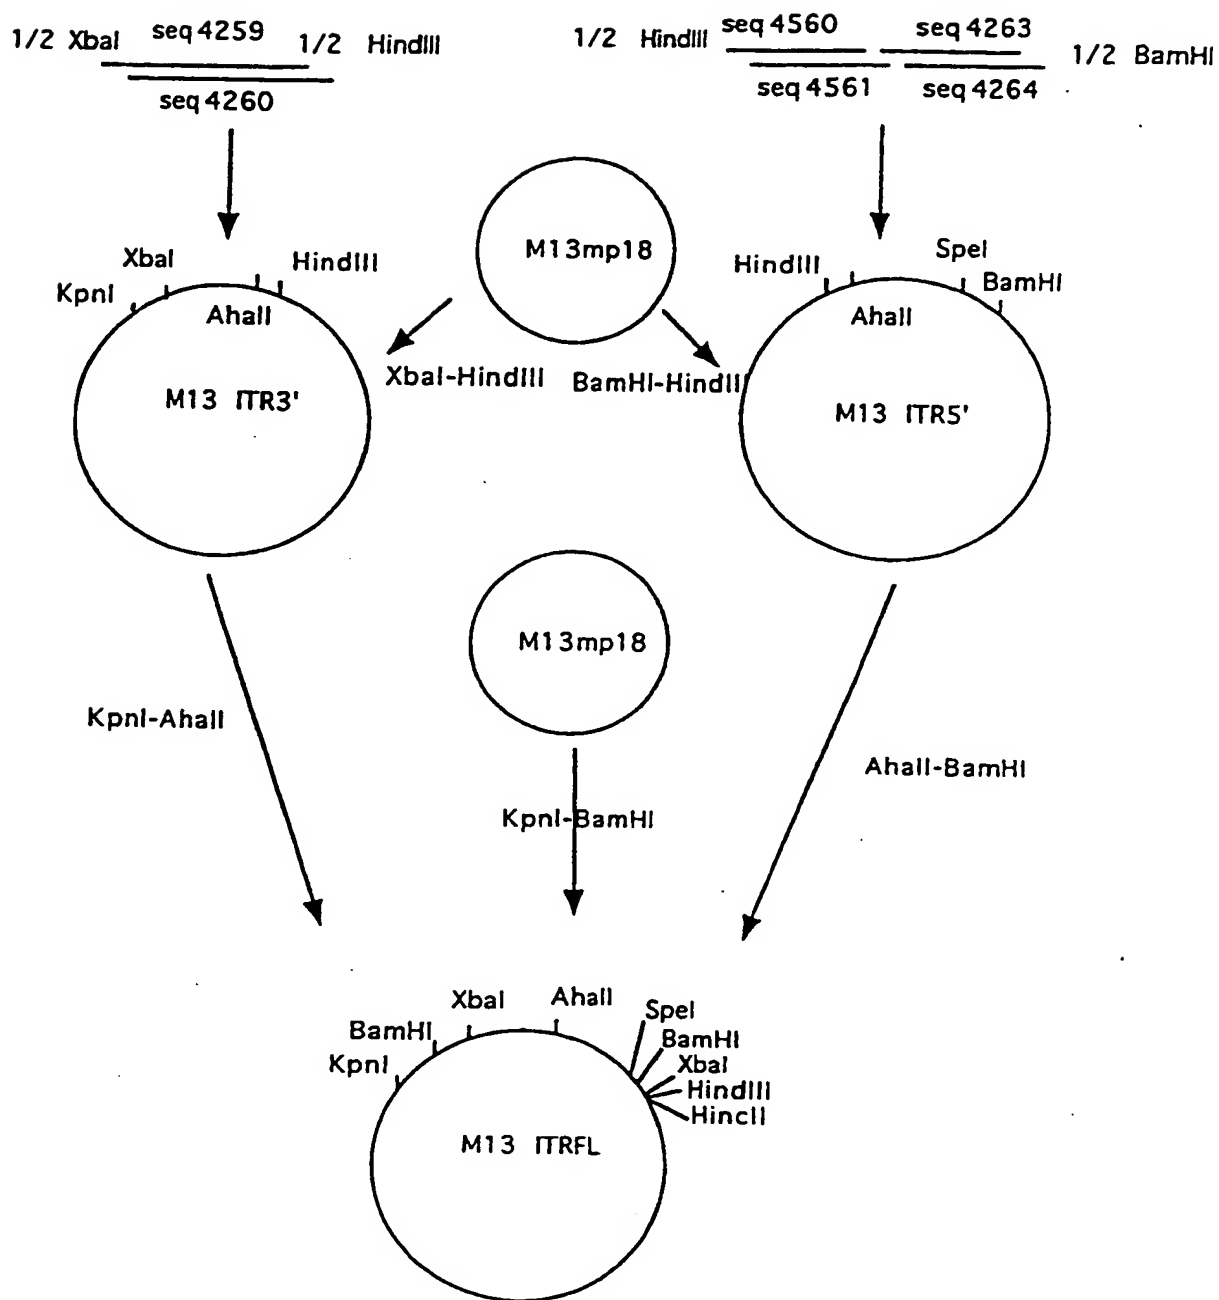 1/2 XbaI seq 4259 1/2 HindIII
seq 4260
1/2 HindIII seq 4560 seq 4263 1/2 BamHI
seq 4561 seq 4264
M13mp18
KpnI XbaI AhaII HindIII
M13 ITR3'
XbaI-HindIII
BamHI-HindIII
HindIII AhaII SpeI BamHI
M13 ITR5'
M13mp18
KpnI-AhaII
KpnI-BamHI
AhaII-BamHI
KpnI BamHI XbaI AhaII SpeI
BamHI
XbaI
HindIII
HincII
M13 ITRFL